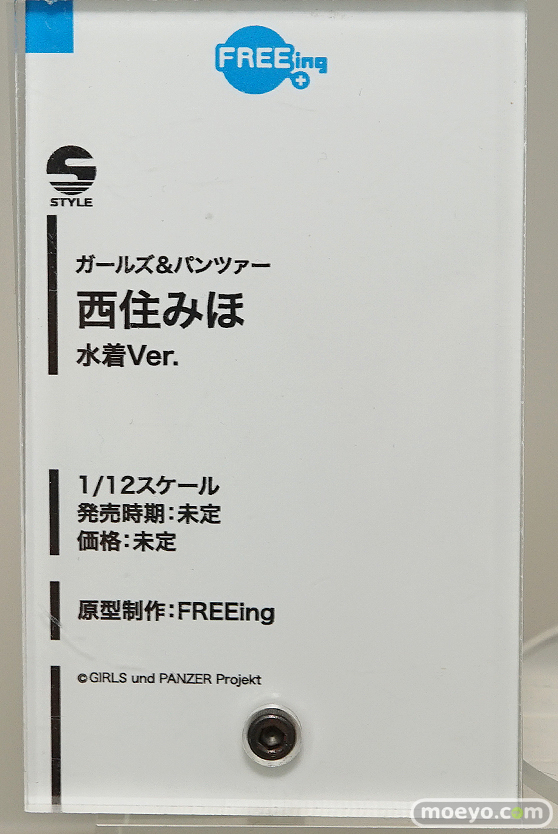 FREEing
S
STYLE
ガールズ&パンツァー
西住みほ
水着Ver.
1/12スケール
発売時期：未定
価格：未定
原型制作：FREEing
©GIRLS und PANZER Projekt
moeyo.com